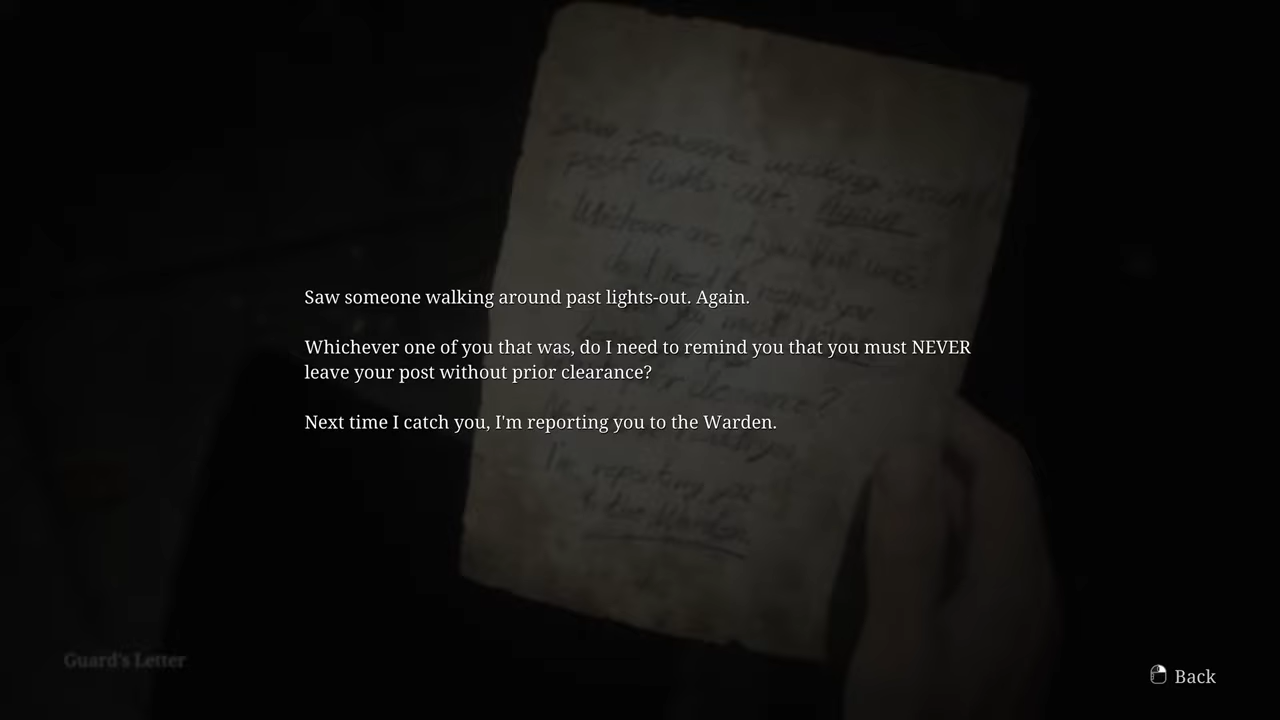 Saw someone walking around past lights-out. Again.
Whichever one of you that was, do I need to remind you that you must NEVER
leave your post without prior clearance?
Next time I catch you, I'm reporting you to the Warden.
Guard's Letter
Back